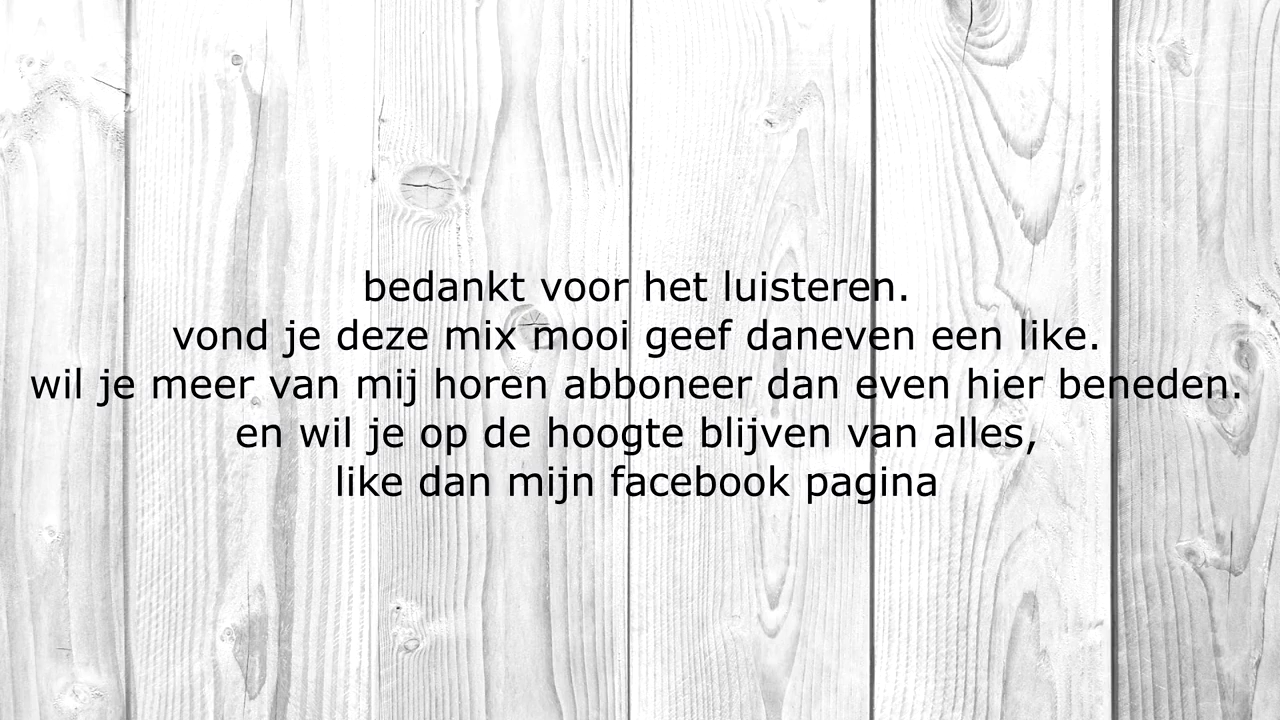 bedankt voor het luisteren.
vond je deze mix mooi geef daneven een like.
wil je meer van mij horen abboneer dan even hier beneden.
en wil je op de hoogte blijven van alles,
like dan mijn facebook pagina